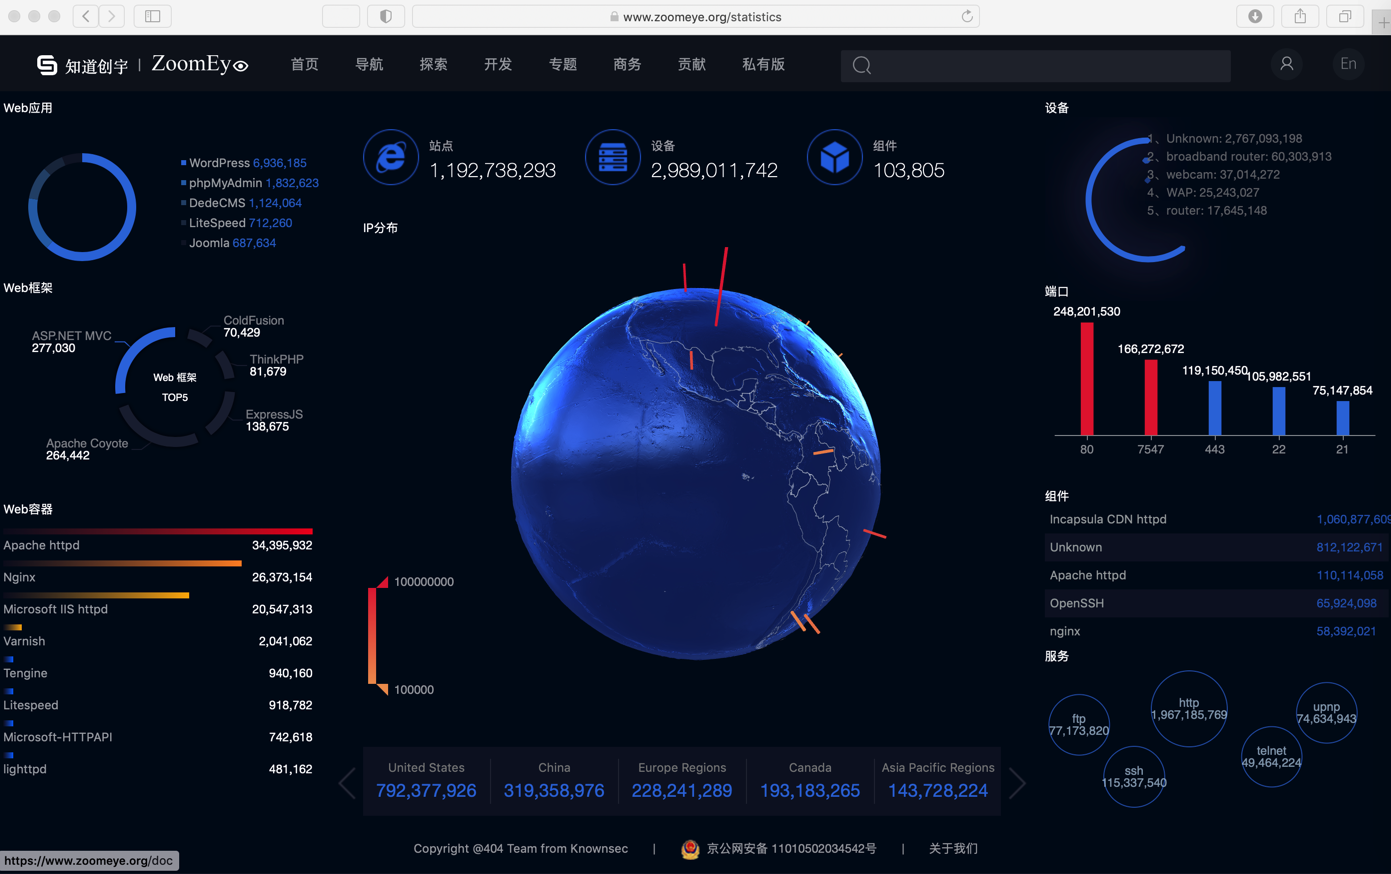 www.zoomeye.org/statistics
知道创宇 | ZoomEye
首页 导航 探索 开发 专题 商务 贡献 私有版
En
Web应用
WordPress 6,936,185
phpMyAdmin 1,832,623
DedeCMS 1,124,064
LiteSpeed 712,260
Joomla 687,634
Web框架
ColdFusion
70,429
ASP.NET MVC
277,030
ThinkPHP
81,679
Web 框架
TOP5
ExpressJS
138,675
Apache Coyote
264,442
Web容器
Apache httpd 34,395,932
Nginx 26,373,154
Microsoft IIS httpd 20,547,313
Varnish 2,041,062
Tengine 940,160
Litespeed 918,782
Microsoft-HTTPAPI 742,618
lighttpd 481,162
站点
1,192,738,293
设备
2,989,011,742
组件
103,805
IP分布
100000000
100000
United States
792,377,926
China
319,358,976
Europe Regions
228,241,289
Canada
193,183,265
Asia Pacific Regions
143,728,224
设备
1、Unknown: 2,767,093,198
2、broadband router: 60,303,913
3、webcam: 37,014,272
4、WAP: 25,243,027
5、router: 17,645,148
端口
248,201,530
166,272,672
119,150,450
105,982,551
75,147,854
80 7547 443 22 21
组件
Incapsula CDN httpd 1,060,877,609
Unknown 812,122,671
Apache httpd 110,114,058
OpenSSH 65,924,098
nginx 58,392,021
服务
http
1,967,185,769
upnp
74,634,943
ftp
77,173,820
telnet
49,464,224
ssh
115,337,540
Copyright @404 Team from Knownsec | 京公网安备 11010502034542号 | 关于我们
https://www.zoomeye.org/doc